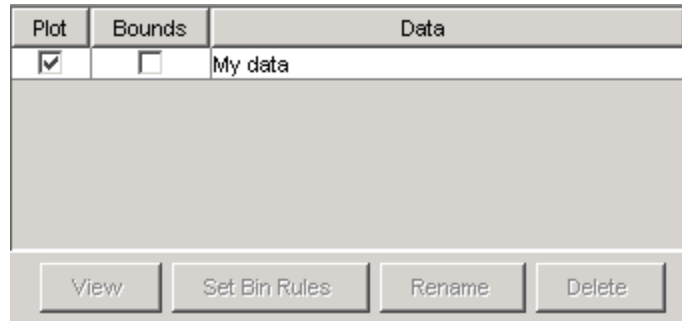 Plot Bounds Data
My data
View Set Bin Rules Rename Delete